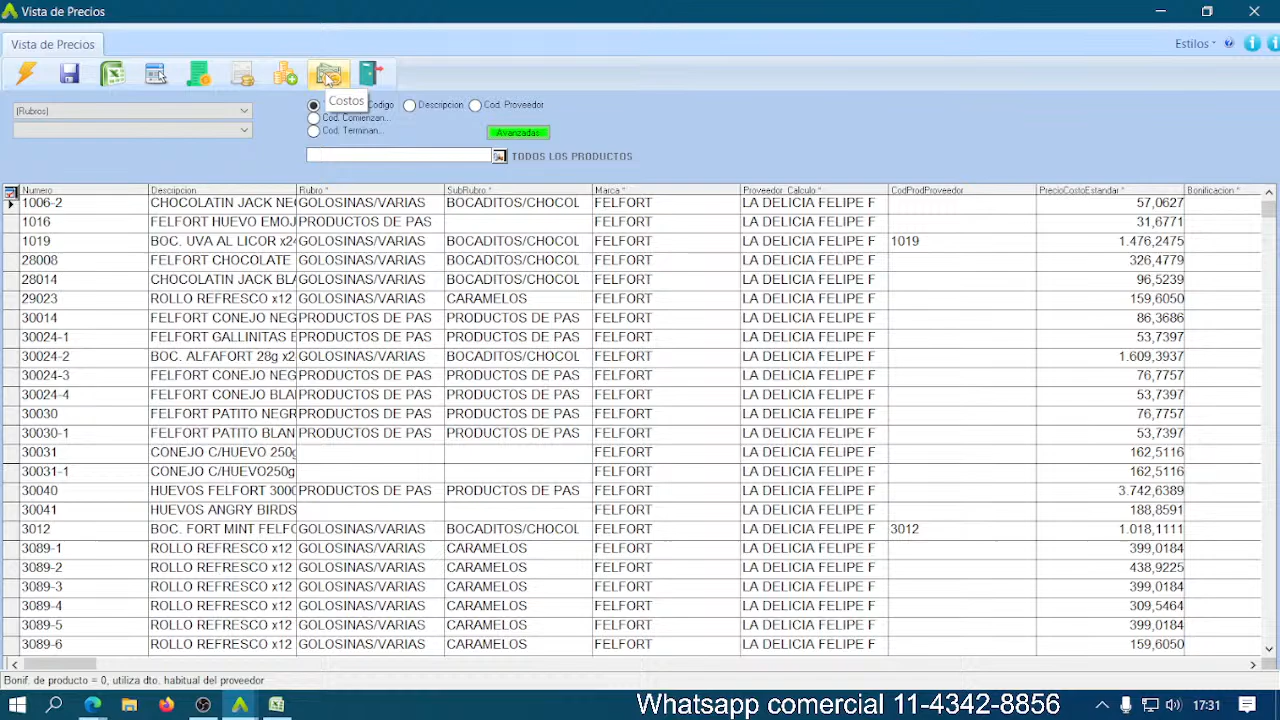 Vista de Precios
Vista de Precios
Estilos
Costos
(Rubros)
Codigo Descripcion Cod. Proveedor
Cod. Comienzan...
Cod. Terminan...
Avanzadas
TODOS LOS PRODUCTOS
Numero Descripcion Rubro * SubRubro * Marca * Proveedor_Calculo * CodProdProveedor PrecioCostoEstandar * Bonificacion *
1006-2 CHOCOLATIN JACK NE GOLOSINAS/VARIAS BOCADITOS/CHOCOL FELFORT LA DELICIA FELIPE F 57,0627
1016 FELFORT HUEVO EMOJ PRODUCTOS DE PAS FELFORT LA DELICIA FELIPE F 31,6771
1019 BOC. UVA AL LICOR x24 GOLOSINAS/VARIAS BOCADITOS/CHOCOL FELFORT LA DELICIA FELIPE F 1019 1.476,2475
28008 FELFORT CHOCOLATE GOLOSINAS/VARIAS BOCADITOS/CHOCOL FELFORT LA DELICIA FELIPE F 326,4779
28014 CHOCOLATIN JACK BLA GOLOSINAS/VARIAS BOCADITOS/CHOCOL FELFORT LA DELICIA FELIPE F 96,5239
29023 ROLLO REFRESCO x12 GOLOSINAS/VARIAS CARAMELOS FELFORT LA DELICIA FELIPE F 159,6050
30014 FELFORT CONEJO NEG PRODUCTOS DE PAS PRODUCTOS DE PAS FELFORT LA DELICIA FELIPE F 86,3686
30024-1 FELFORT GALLINITAS B PRODUCTOS DE PAS PRODUCTOS DE PAS FELFORT LA DELICIA FELIPE F 53,7397
30024-2 BOC. ALFAFORT 28g x2 GOLOSINAS/VARIAS BOCADITOS/CHOCOL FELFORT LA DELICIA FELIPE F 1.609,3937
30024-3 FELFORT CONEJO NEG PRODUCTOS DE PAS PRODUCTOS DE PAS FELFORT LA DELICIA FELIPE F 76,7757
30024-4 FELFORT CONEJO BLAN PRODUCTOS DE PAS PRODUCTOS DE PAS FELFORT LA DELICIA FELIPE F 53,7397
30030 FELFORT PATITO NEGR PRODUCTOS DE PAS PRODUCTOS DE PAS FELFORT LA DELICIA FELIPE F 76,7757
30030-1 FELFORT PATITO BLAN PRODUCTOS DE PAS PRODUCTOS DE PAS FELFORT LA DELICIA FELIPE F 53,7397
30031 CONEJO C/HUEVO 250g FELFORT LA DELICIA FELIPE F 162,5116
30031-1 CONEJO C/HUEVO250g FELFORT LA DELICIA FELIPE F 162,5116
30040 HUEVOS FELFORT 3000 PRODUCTOS DE PAS PRODUCTOS DE PAS FELFORT LA DELICIA FELIPE F 3.742,6389
30041 HUEVOS ANGRY BIRDS FELFORT LA DELICIA FELIPE F 188,8591
3012 BOC. FORT MINT FELFO GOLOSINAS/VARIAS BOCADITOS/CHOCOL FELFORT LA DELICIA FELIPE F 3012 1.018,1111
3089-1 ROLLO REFRESCO x12 GOLOSINAS/VARIAS CARAMELOS FELFORT LA DELICIA FELIPE F 399,0184
3089-2 ROLLO REFRESCO x12 GOLOSINAS/VARIAS CARAMELOS FELFORT LA DELICIA FELIPE F 438,9225
3089-3 ROLLO REFRESCO x12 GOLOSINAS/VARIAS CARAMELOS FELFORT LA DELICIA FELIPE F 399,0184
3089-4 ROLLO REFRESCO x12 GOLOSINAS/VARIAS CARAMELOS FELFORT LA DELICIA FELIPE F 309,5464
3089-5 ROLLO REFRESCO x12 GOLOSINAS/VARIAS CARAMELOS FELFORT LA DELICIA FELIPE F 399,0184
3089-6 ROLLO REFRESCO x12 GOLOSINAS/VARIAS CARAMELOS FELFORT LA DELICIA FELIPE F 159,6050
Bonif. de producto = 0, utiliza dto. habitual del proveedor
Whatsapp comercial 11-4342-8856
17:31